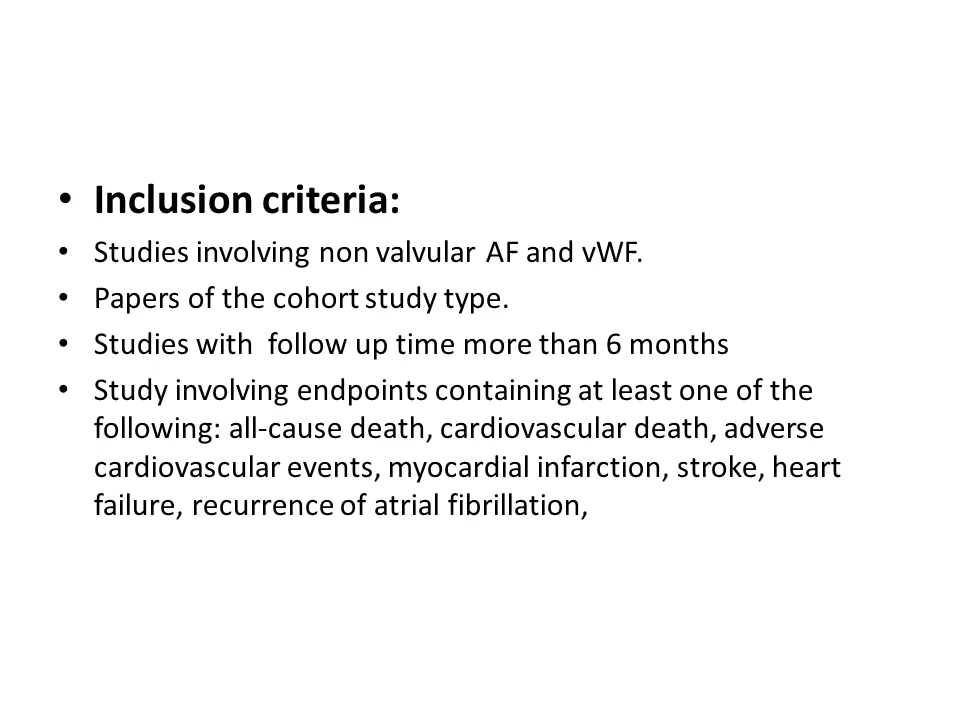 • Inclusion criteria:
• Studies involving non valvular AF and vWF.
• Papers of the cohort study type.
• Studies with  follow up time more than 6 months
• Study involving endpoints containing at least one of the
following: all-cause death, cardiovascular death, adverse
cardiovascular events, myocardial infarction, stroke, heart
failure, recurrence of atrial fibrillation,